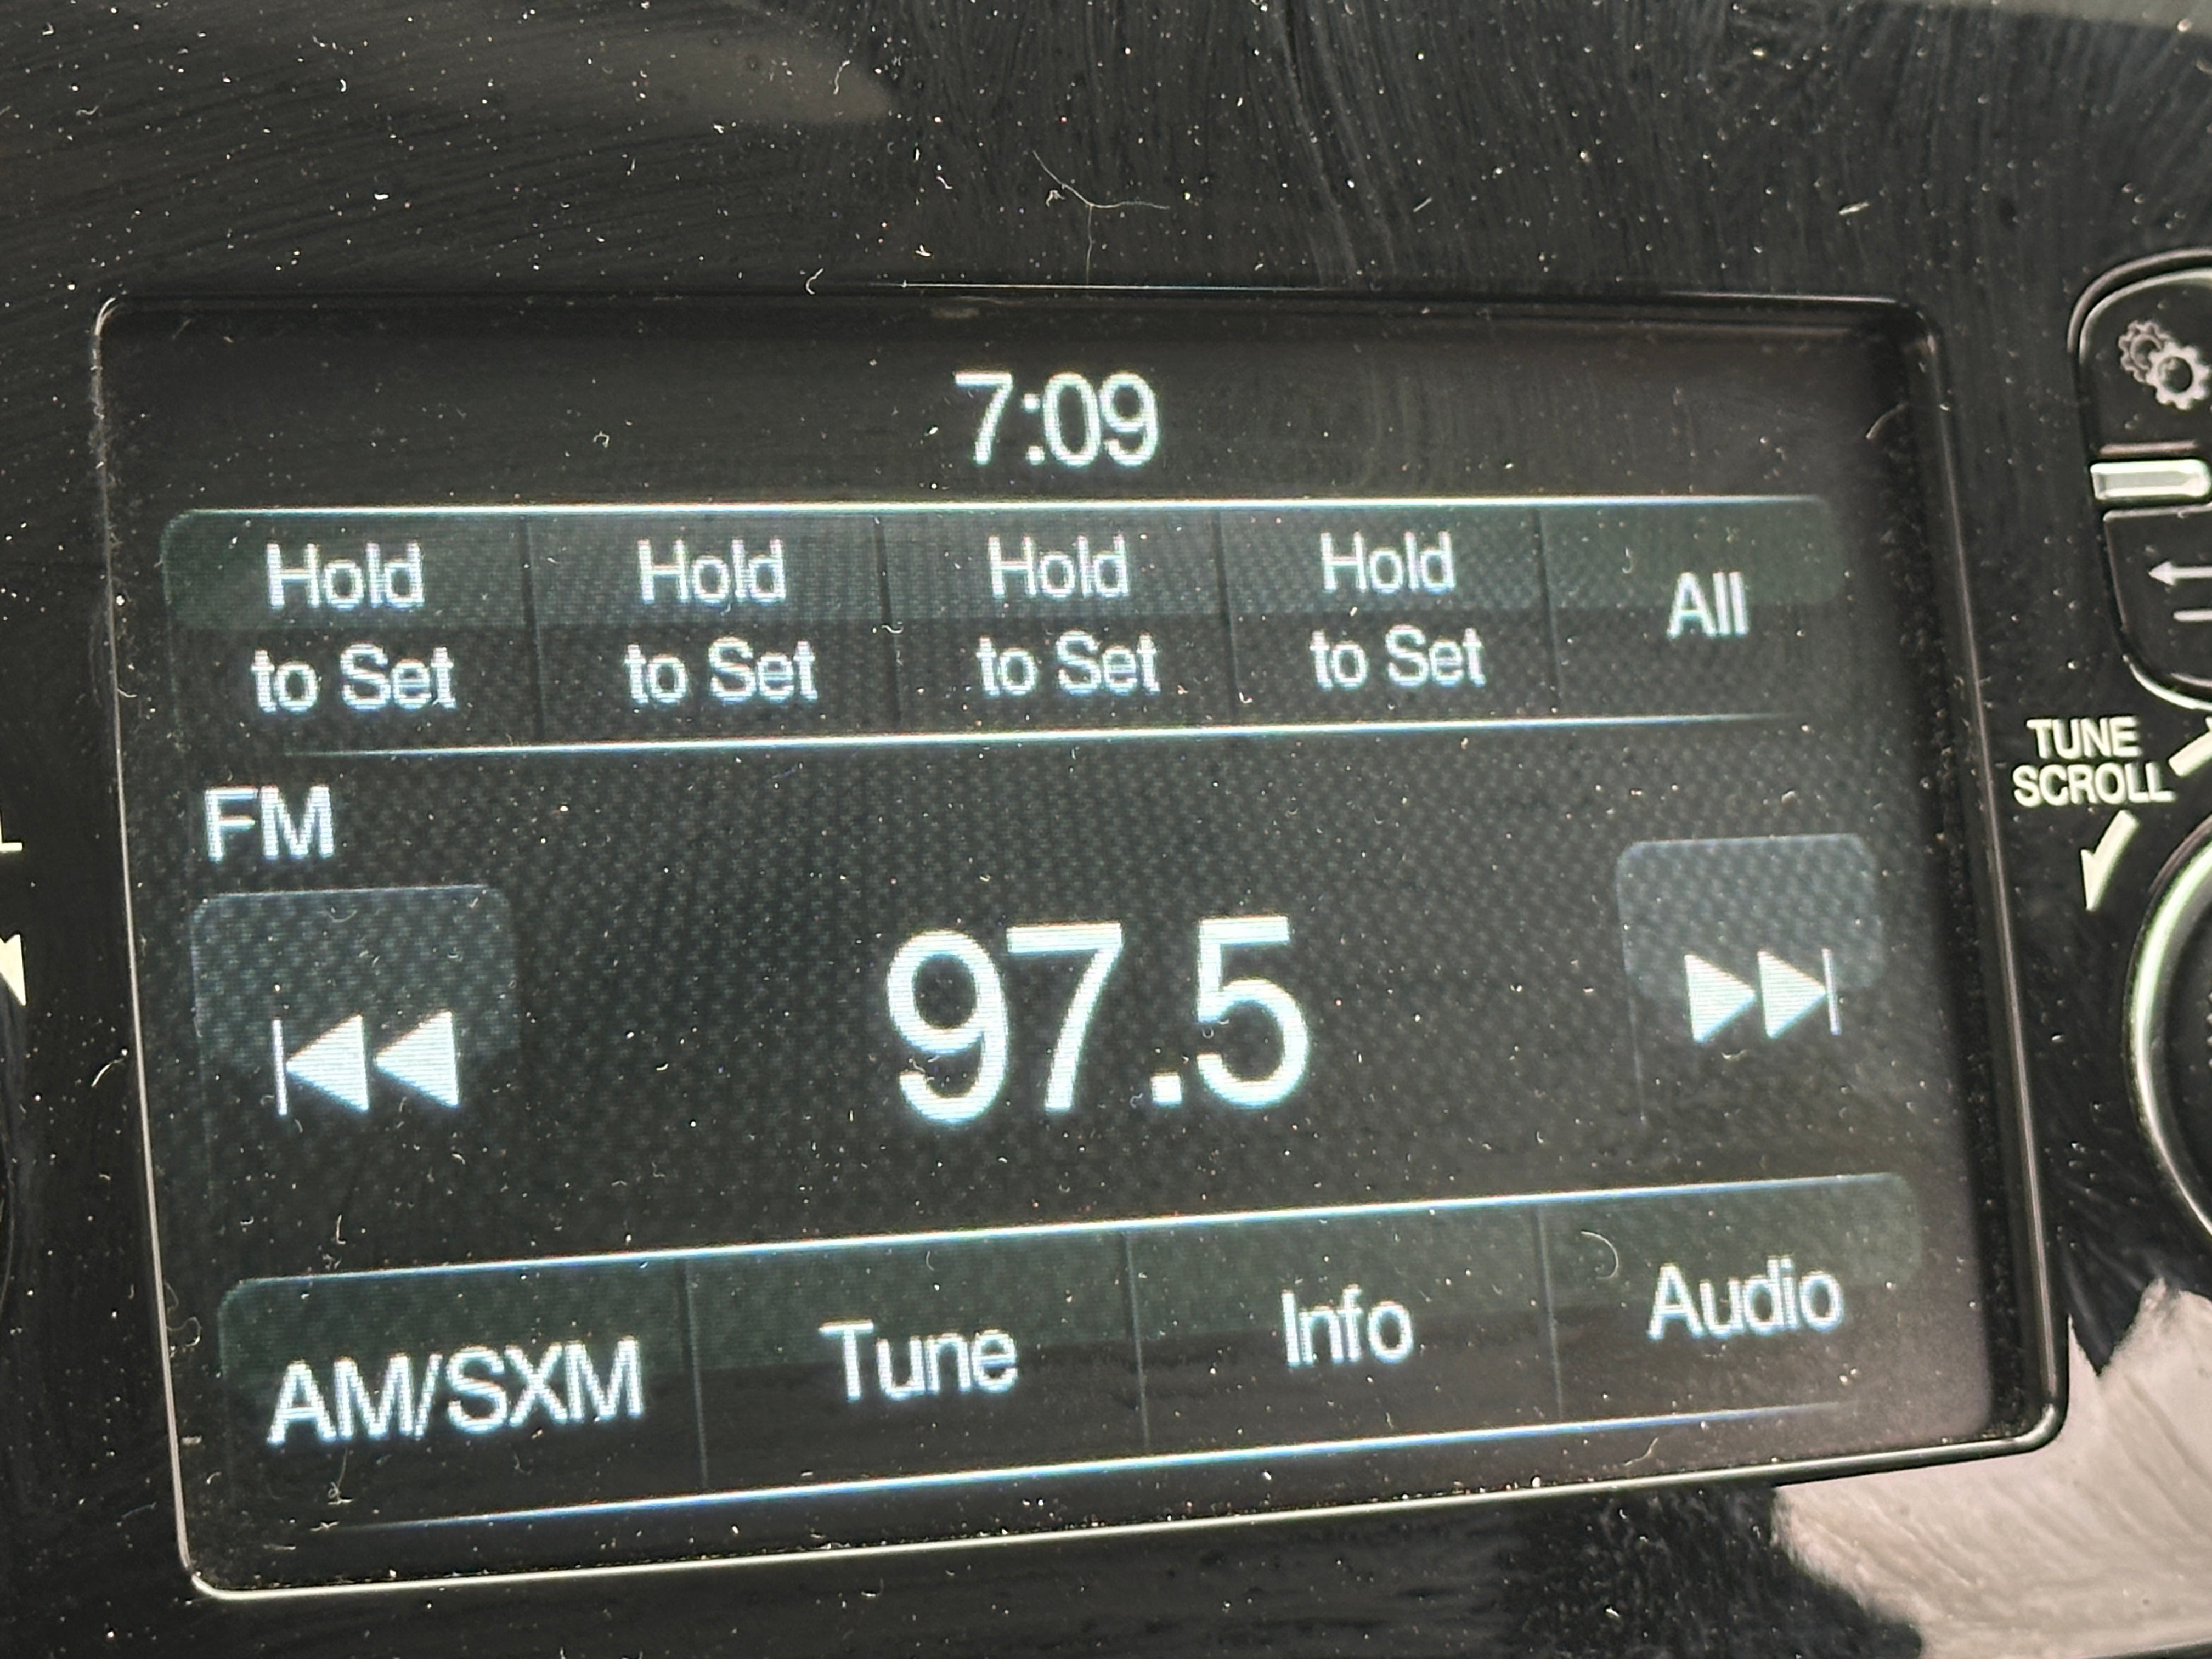 7:09
Hold
to Set
Hold
to Set
Hold
to Set
Hold
to Set
All
FM
97.5
AM/SXM
Tune
Info
Audio
TUNE
SCROLL